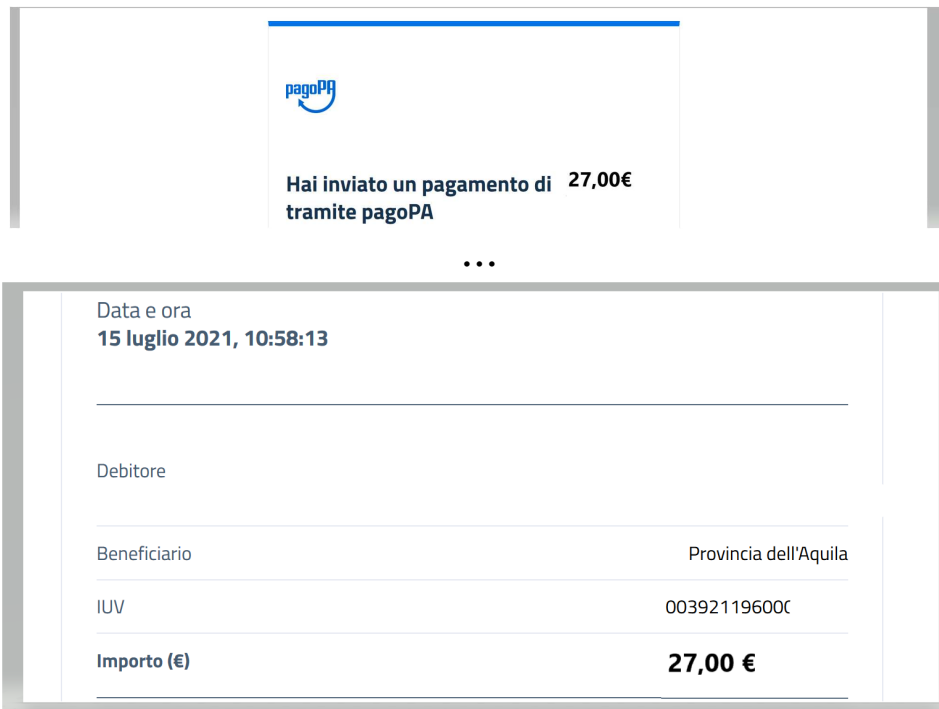 pagoPA
Hai inviato un pagamento di 27,00€
tramite pagoPA
...
Data e ora
15 luglio 2021, 10:58:13
Debitore
Beneficiario Provincia dell'Aquila
IUV 00392119600
Importo (€) 27,00 €